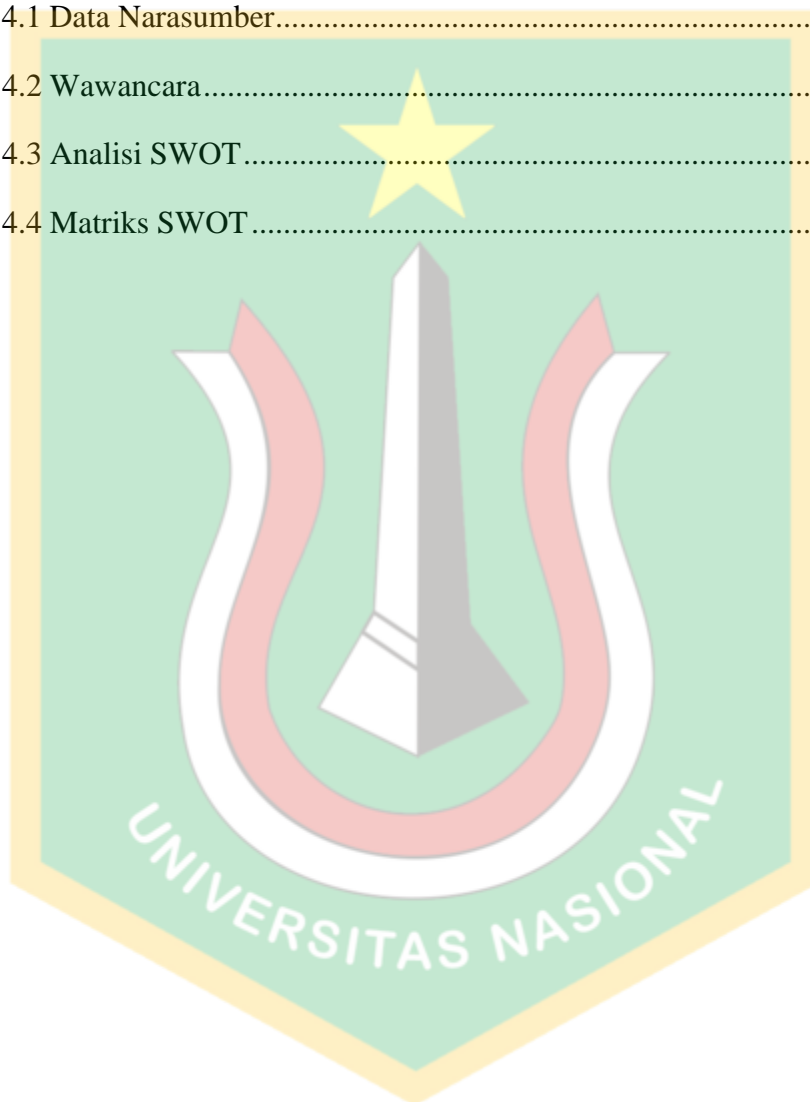 4.1 Data Narasumber........................................................................
4.2 Wawancara.................................................................................
4.3 Analisi SWOT............................................................................
4.4 Matriks SWOT...........................................................................
UNIVERSITAS NASIONAL